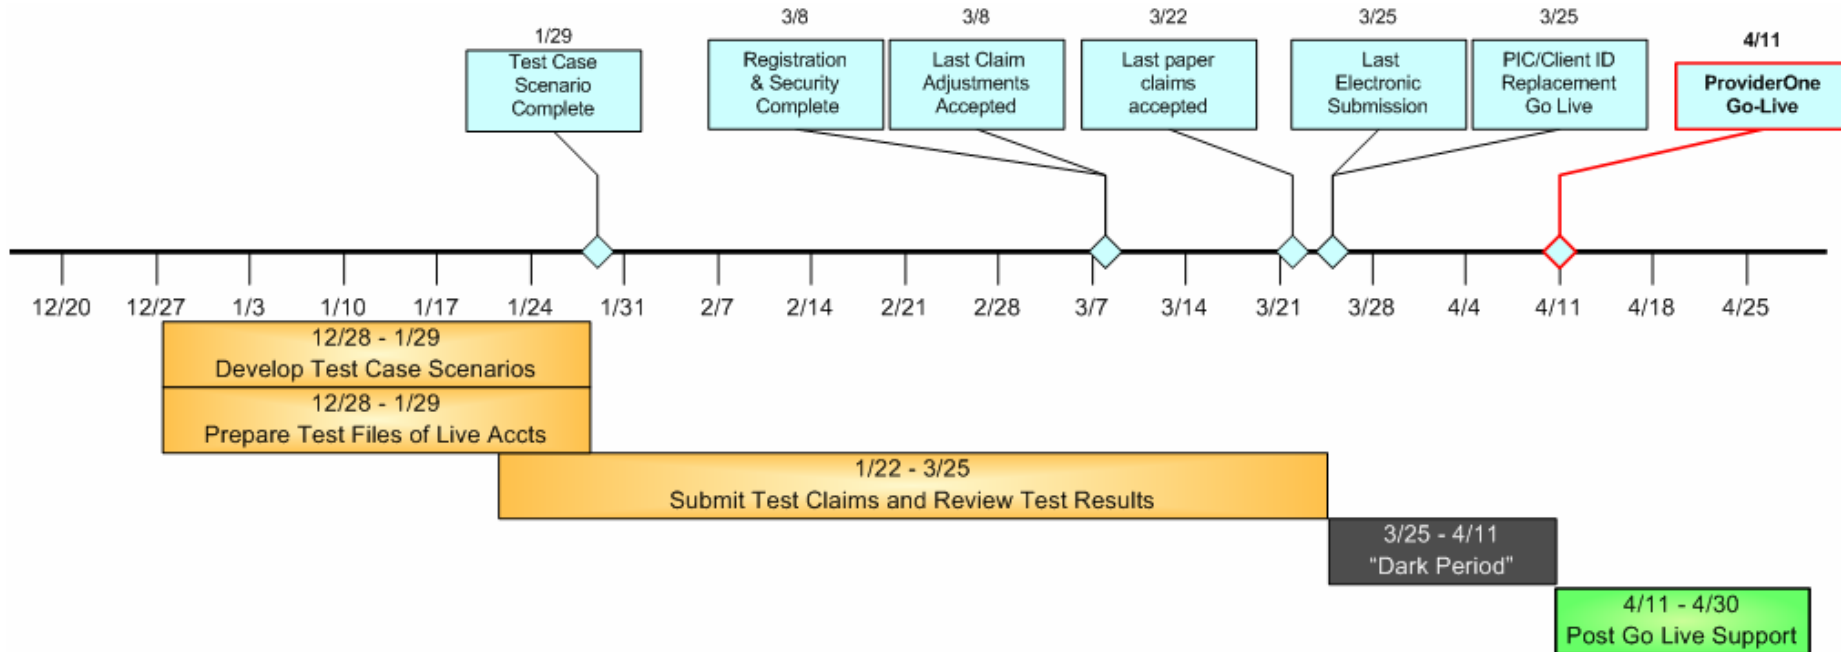 1/29
Test Case
Scenario
Complete
3/8
Registration
& Security
Complete
3/8
Last Claim
Adjustments
Accepted
3/22
Last paper
claims
accepted
3/25
Last
Electronic
Submission
3/25
PIC/Client ID
Replacement
Go Live
4/11
ProviderOne
Go-Live
12/20
12/27
1/3
1/10
1/17
1/24
1/31
2/7
2/14
2/21
2/28
3/7
3/14
3/21
3/28
4/4
4/11
4/18
4/25
12/28 - 1/29
Develop Test Case Scenarios
12/28 - 1/29
Prepare Test Files of Live Accts
1/22 - 3/25
Submit Test Claims and Review Test Results
3/25 - 4/11
“Dark Period”
4/11 - 4/30
Post Go Live Support